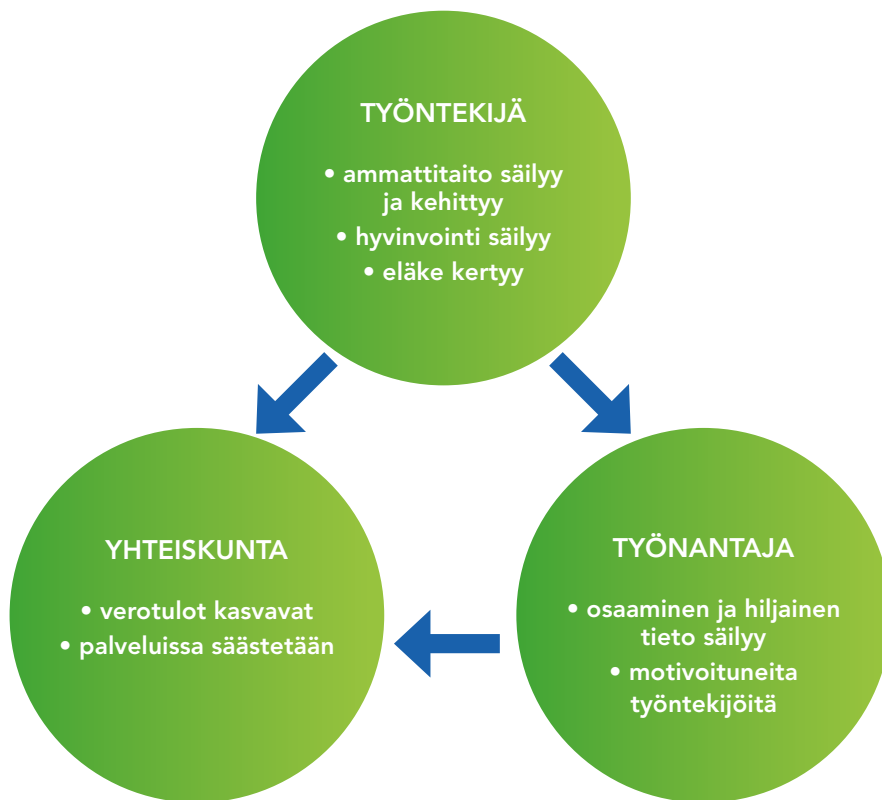 TYÖNTEKIJÄ
• ammattitaito säilyy
ja kehittyy
• hyvinvointi säilyy
• eläke kertyy
YHTEISKUNTA
• verotulot kasvavat
• palveluissa säästetään
TYÖNANTAJA
• osaaminen ja hiljainen
tieto säilyy
• motivoituneita
työntekijöitä